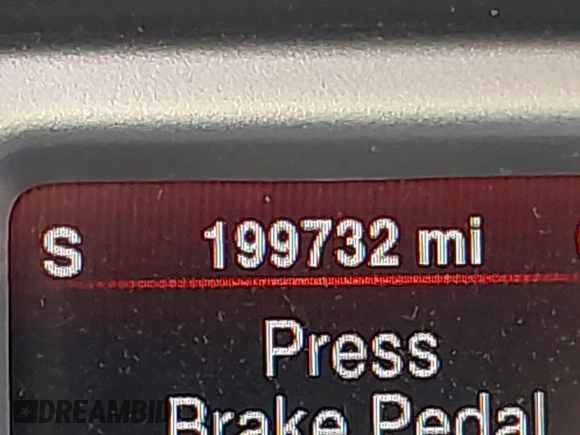 S 199732 mi
Press
Brake Pedal
DREAMBID